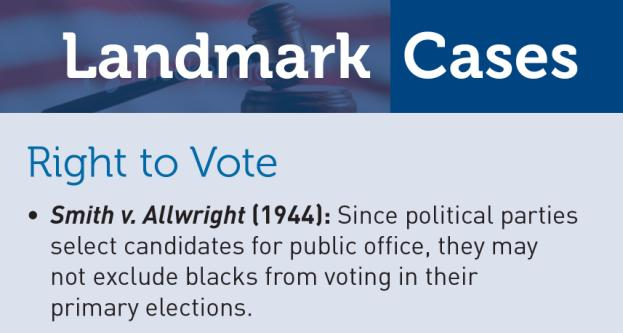 Landmark Cases
Right to Vote
• Smith v. Allwright (1944): Since political parties
select candidates for public office, they may
not exclude blacks from voting in their
primary elections.